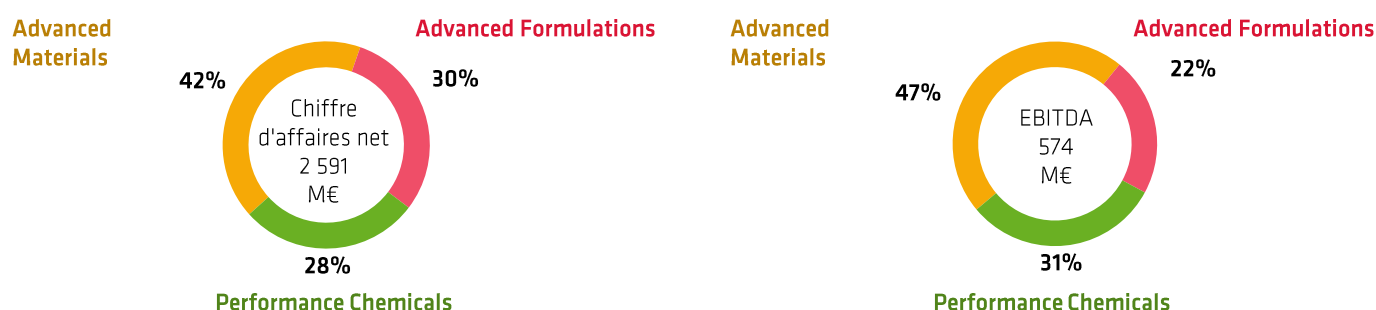 Advanced
Materials
Advanced Formulations
42%
30%
Chiffre
d'affaires net
2 591
M€
28%
Performance Chemicals
Advanced
Materials
Advanced Formulations
22%
47%
EBITDA
574
M€
31%
Performance Chemicals